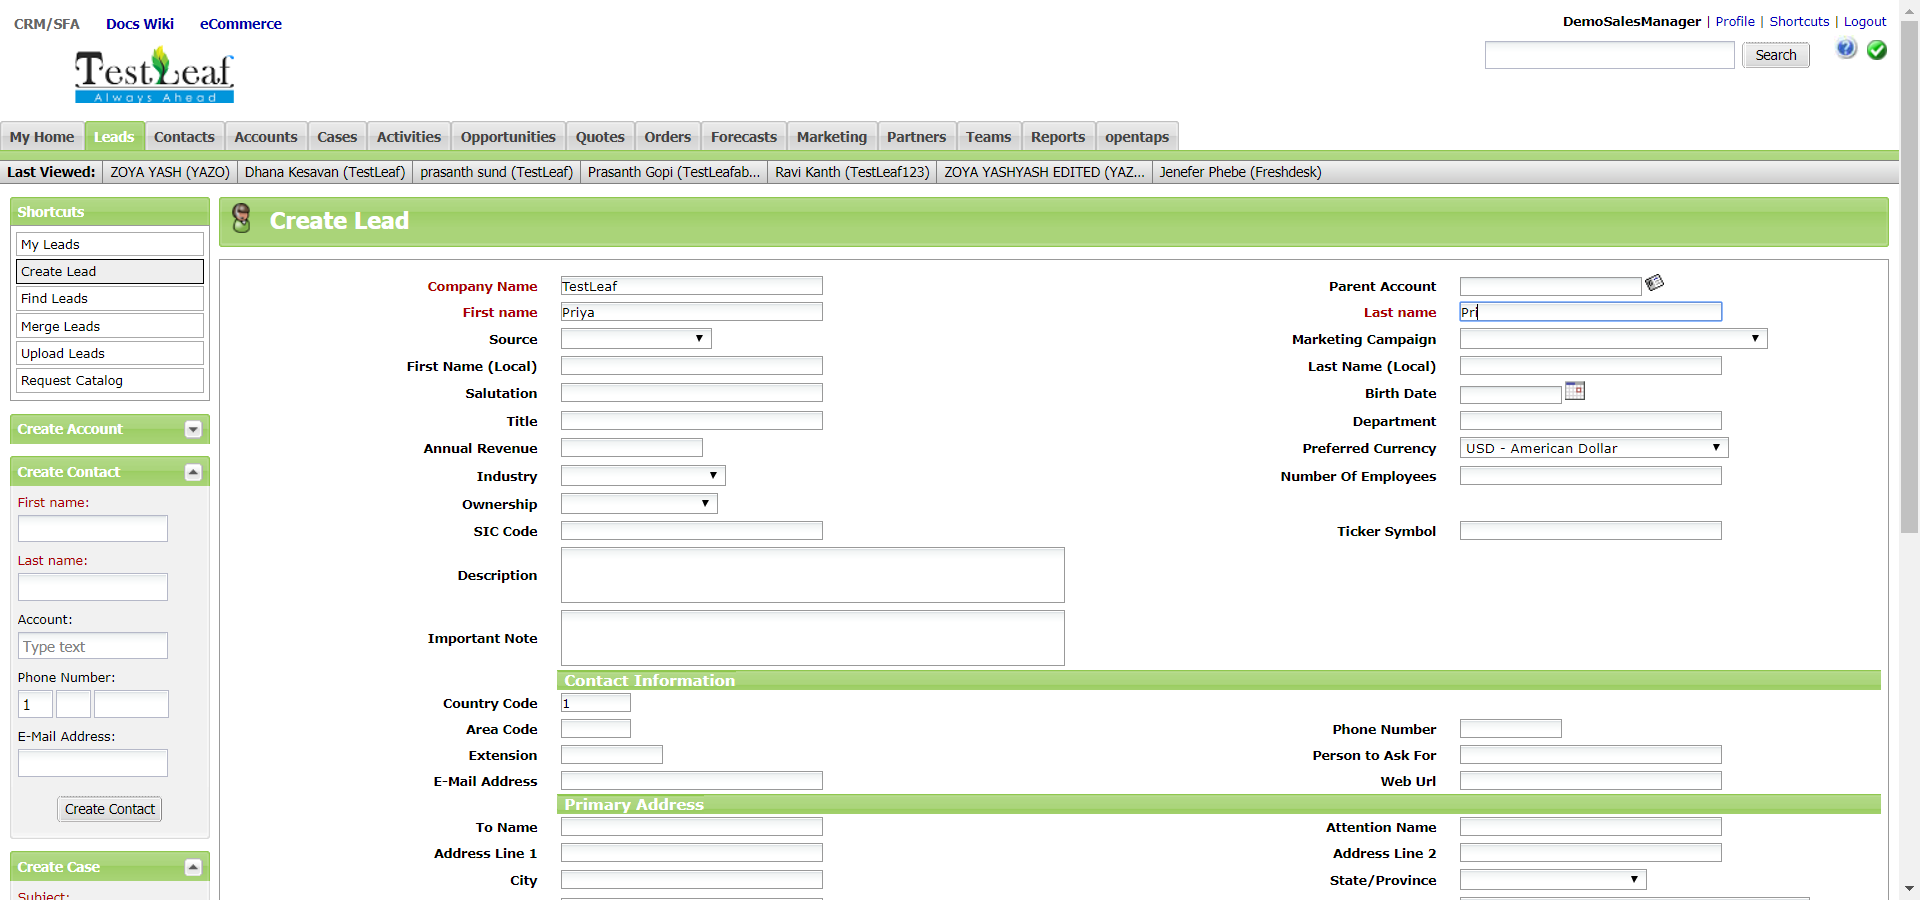 CRM/SFA Docs Wiki eCommerce
DemoSalesManager | Profile | Shortcuts | Logout
TestLeaf
Always Ahead
Search
?
My Home Leads Contacts Accounts Cases Activities Opportunities Quotes Orders Forecasts Marketing Partners Teams Reports opentaps
Last Viewed: ZOYA YASH (YAZO) Dhana Kesavan (TestLeaf) prasanth sund (TestLeaf) Prasanth Gopi (TestLeafab... Ravi Kanth (TestLeaf123) ZOYA YASHYASH EDITED (YAZ... Jenefer Phebe (Freshdesk)
Shortcuts
My Leads
Create Lead
Find Leads
Merge Leads
Upload Leads
Request Catalog
Create Account
Create Contact
First name:
Last name:
Account:
Type text
Phone Number:
1
E-Mail Address:
Create Contact
Create Case
Subject:
Create Lead
Company Name TestLeaf Parent Account
First name Priya Last name Pri
Source Marketing Campaign
First Name (Local) Last Name (Local)
Salutation Birth Date
Title Department
Annual Revenue Preferred Currency USD - American Dollar
Industry Number Of Employees
Ownership
SIC Code Ticker Symbol
Description
Important Note
Contact Information
Country Code 1
Area Code Phone Number
Extension Person to Ask For
E-Mail Address Web Url
Primary Address
To Name Attention Name
Address Line 1 Address Line 2
City State/Province